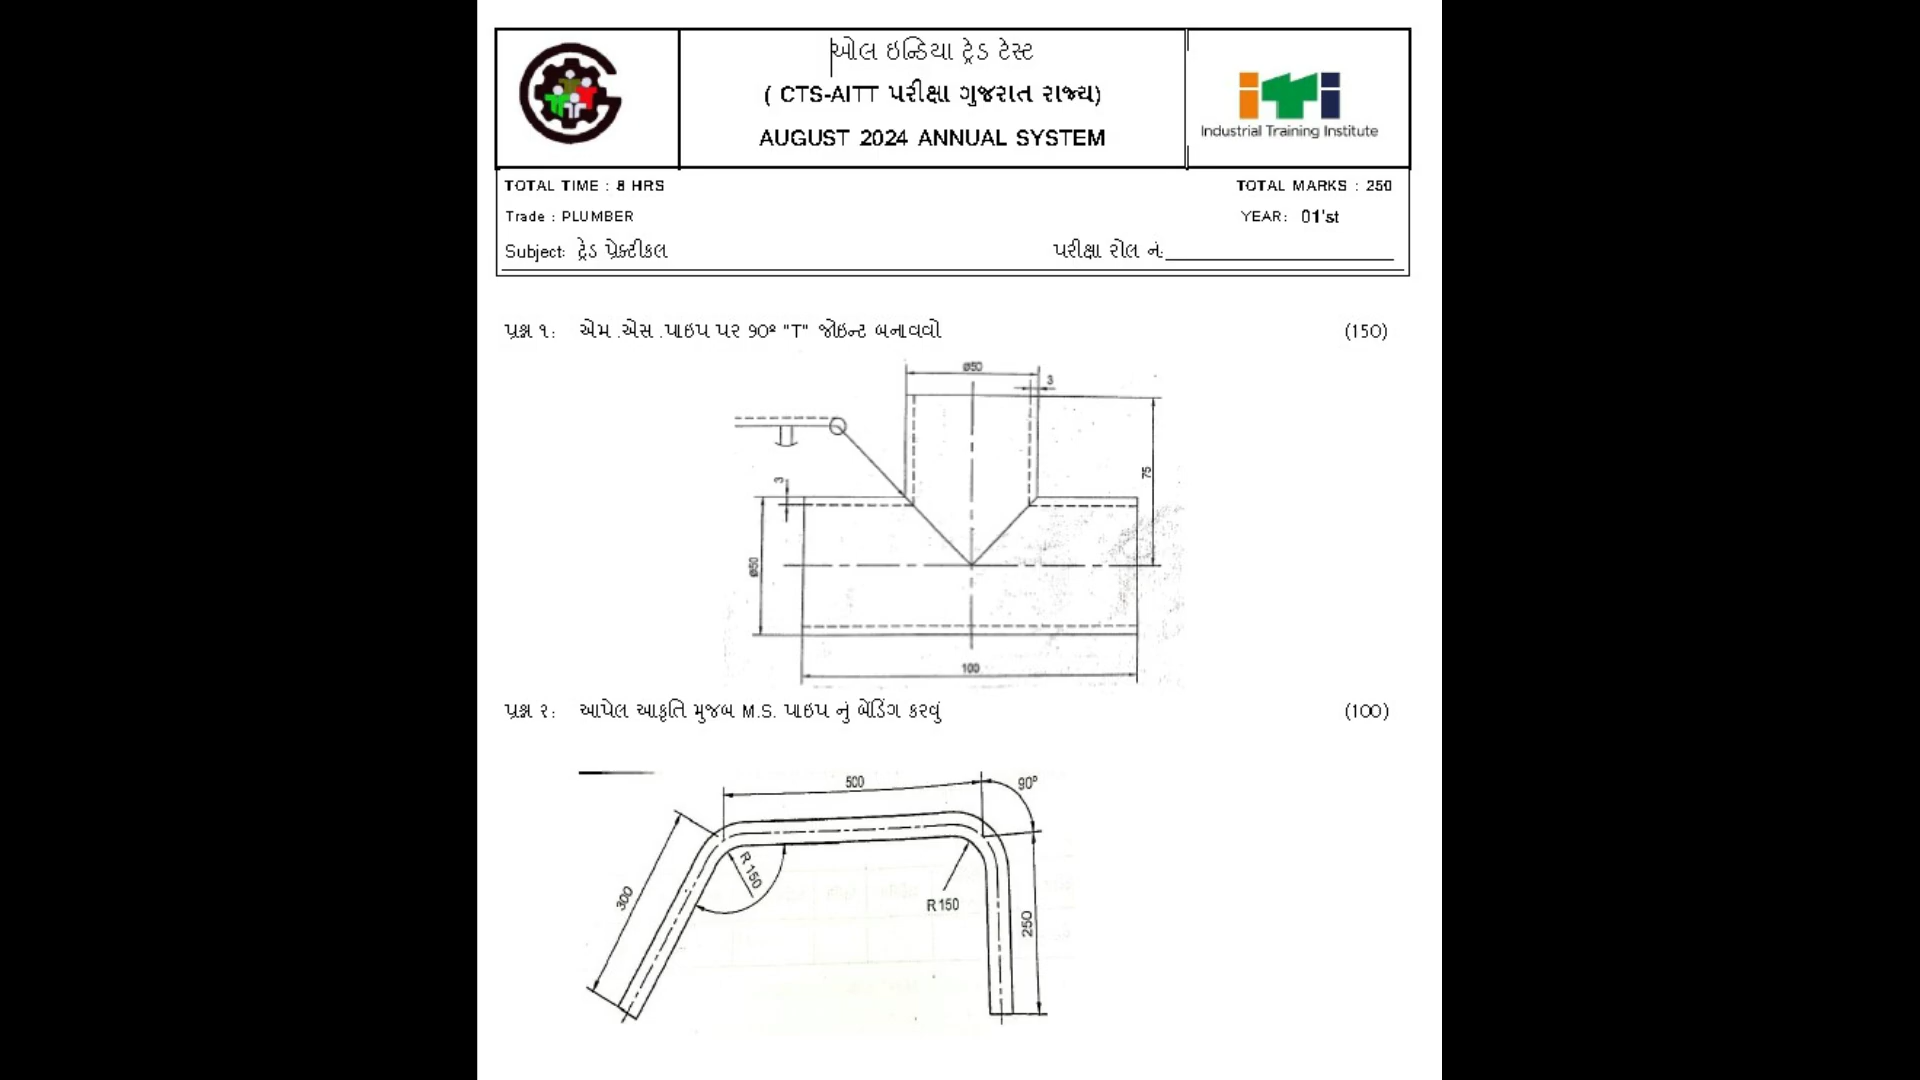 ઓલ ઇન્ડિયા ટ્રેડ ટેસ્ટ
( CTS-AITT પરીક્ષા ગુજરાત રાજ્ય)
AUGUST 2024 ANNUAL SYSTEM
Industrial Training Institute
TOTAL TIME : 8 HRS TOTAL MARKS : 250
Trade : PLUMBER YEAR: 01'st
Subject: ટ્રેડ પ્રેક્ટીકલ પરીક્ષા રોલ નં:
પ્રશ્ન ૧: એમ .એસ .પાઇપ પર 90º "T" જોઇન્ટ બનાવવો (150)
ø50
3
75
3
ø50
100
પ્રશ્ન ૨: આપેલ આકૃતિ મુજબ M.S. પાઇપ નું બેંડિંગ કરવું (100)
500
90º
300
R 150
R 150
250